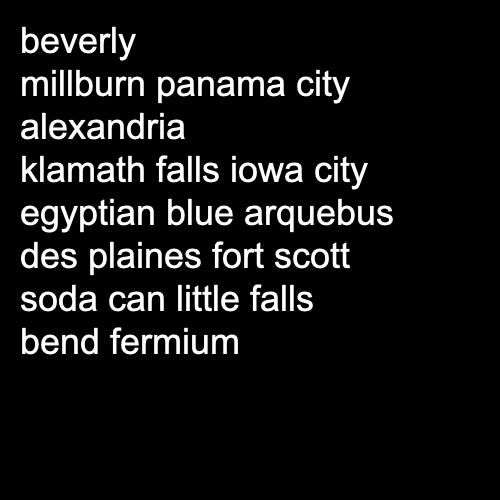 beverly
millburn panama city
alexandria
klamath falls iowa city
egyptian blue arquebus
des plaines fort scott
soda can little falls
bend fermium